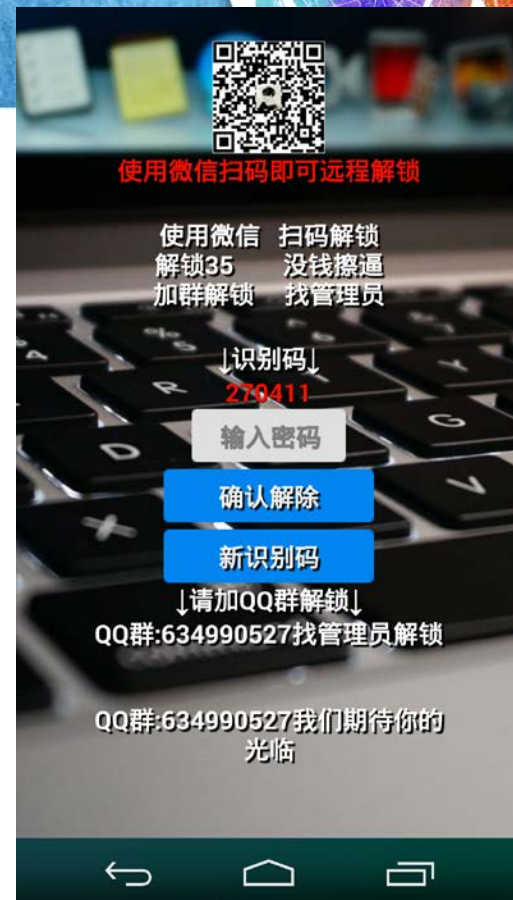 使用微信扫码即可远程解锁
使用微信 扫码解锁
解锁35 没钱擦逼
加群解锁 找管理员
↓识别码↓
270411
输入密码
确认解除
新识别码
↓请加QQ群解锁↓
QQ群:634990527找管理员解锁
QQ群:634990527我们期待你的
光临